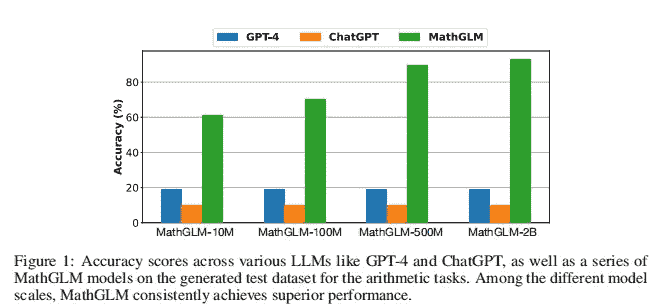 GPT-4 ChatGPT MathGLM
Accuracy (%)
80
60
40
20
0
MathGLM-10M MathGLM-100M MathGLM-500M MathGLM-2B
Figure 1: Accuracy scores across various LLMs like GPT-4 and ChatGPT, as well as a series of
MathGLM models on the generated test dataset for the arithmetic tasks. Among the different model
scales, MathGLM consistently achieves superior performance.